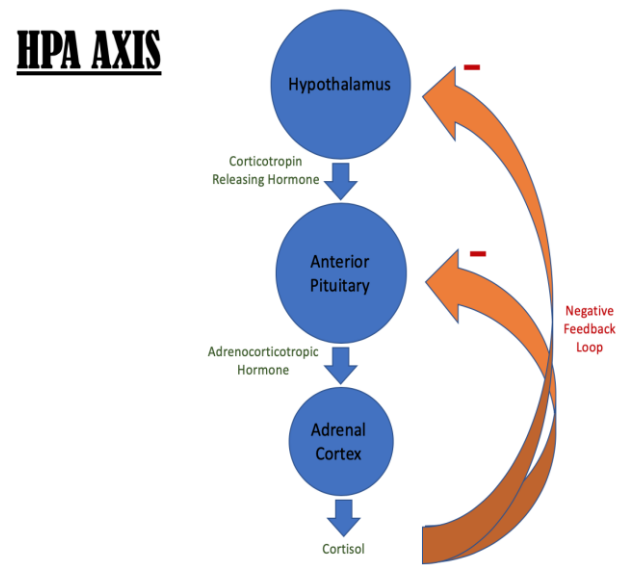 HPA AXIS
Hypothalamus
Corticotropin
Releasing Hormone
Anterior
Pituitary
Adrenocorticotropic
Hormone
Adrenal
Cortex
Cortisol
Negative
Feedback
Loop